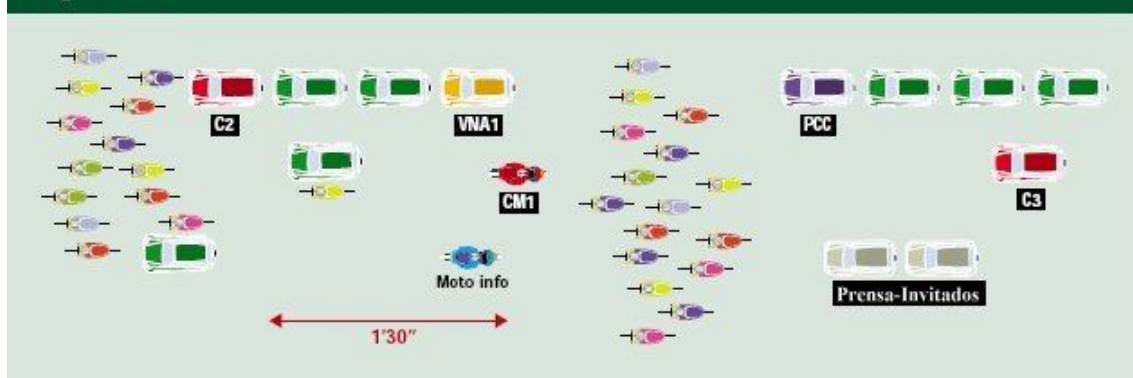 C2
VNA1
PCC
CM1
C3
Moto info
Prensa-Invitados
1'30"